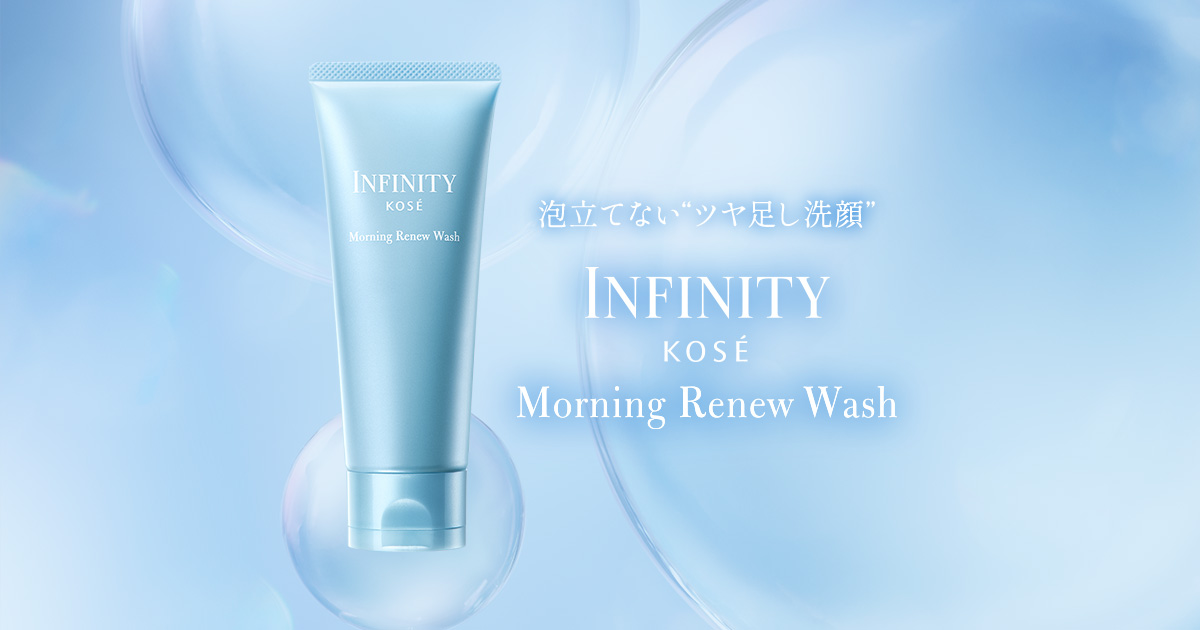 INFINITY
KOSÉ
Morning Renew Wash
泡立てない“ツヤ足し洗顔”
INFINITY
KOSÉ
Morning Renew Wash